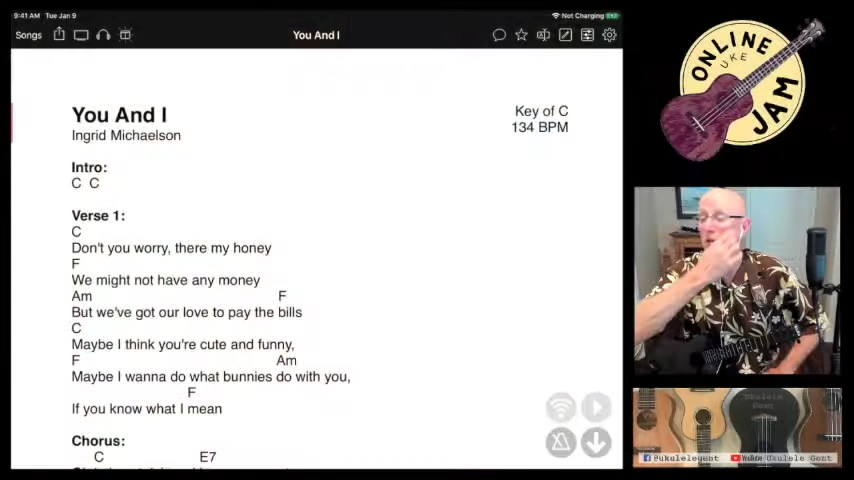 9:41 AM Tue Jan 9
Not Charging
Songs
You And I
You And I
Ingrid Michaelson
Key of C
134 BPM
Intro:
C C
Verse 1:
C
Don't you worry, there my honey
F
We might not have any money
Am F
But we've got our love to pay the bills
C
Maybe I think you're cute and funny,
F Am
Maybe I wanna do what bunnies do with you,
F
If you know what I mean
Chorus:
C E7
ONLINE
UKE
JAM
Ukulele
Gent
@ukulelegent
Ukulele Gent